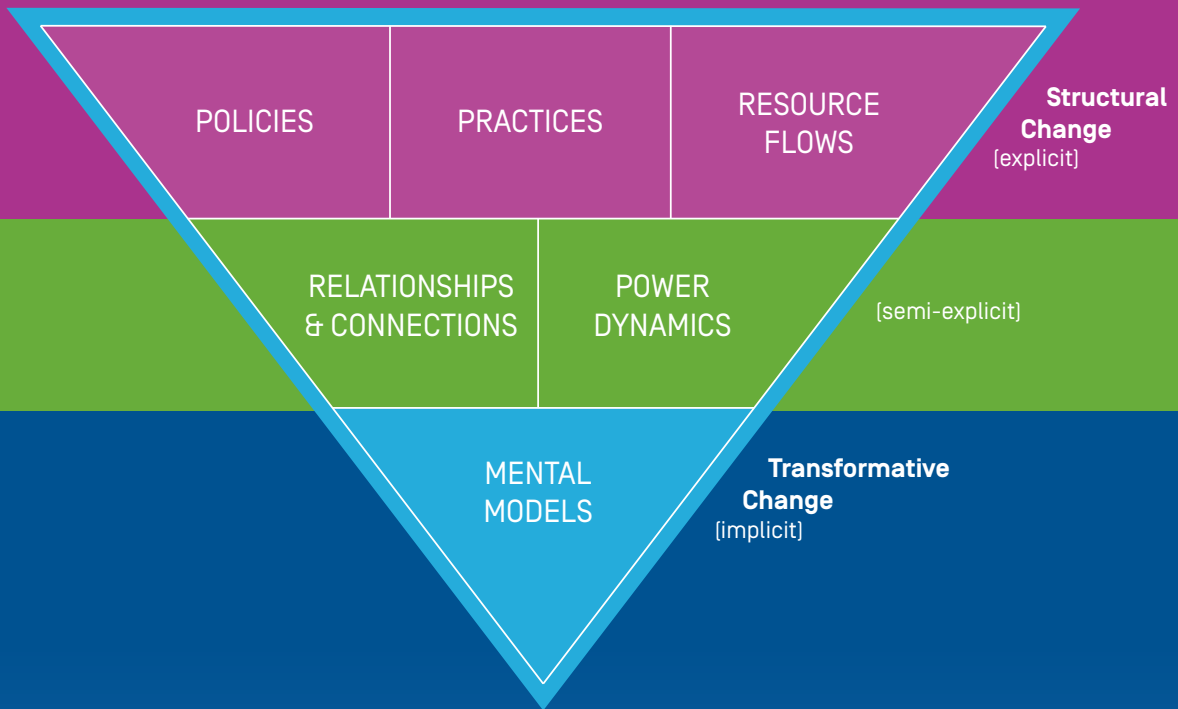 POLICIES
PRACTICES
RESOURCE
FLOWS
Structural
Change
(explicit)
RELATIONSHIPS
& CONNECTIONS
POWER
DYNAMICS
(semi-explicit)
MENTAL
MODELS
Transformative
Change
(implicit)